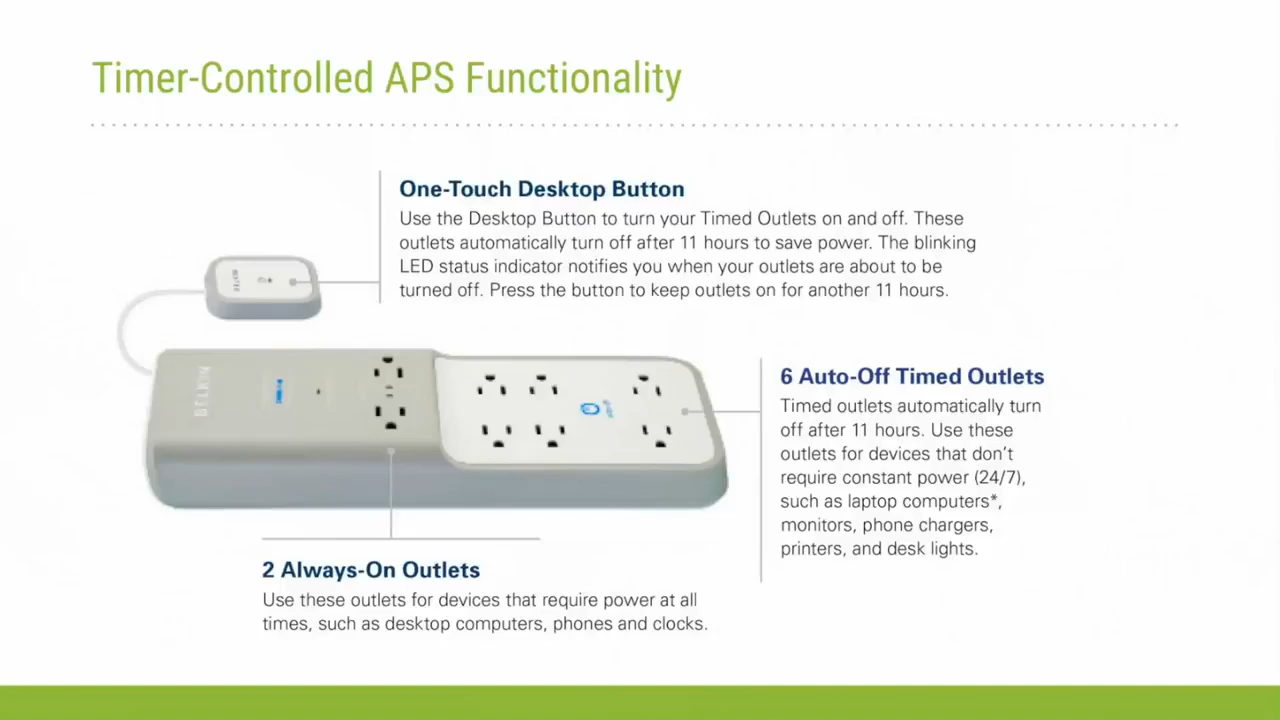 Timer-Controlled APS Functionality
One-Touch Desktop Button
Use the Desktop Button to turn your Timed Outlets on and off. These
outlets automatically turn off after 11 hours to save power. The blinking
LED status indicator notifies you when your outlets are about to be
turned off. Press the button to keep outlets on for another 11 hours.
BELKIN
6 Auto-Off Timed Outlets
Timed outlets automatically turn
off after 11 hours. Use these
outlets for devices that don't
require constant power (24/7),
such as laptop computers*,
monitors, phone chargers,
printers, and desk lights.
2 Always-On Outlets
Use these outlets for devices that require power at all
times, such as desktop computers, phones and clocks.